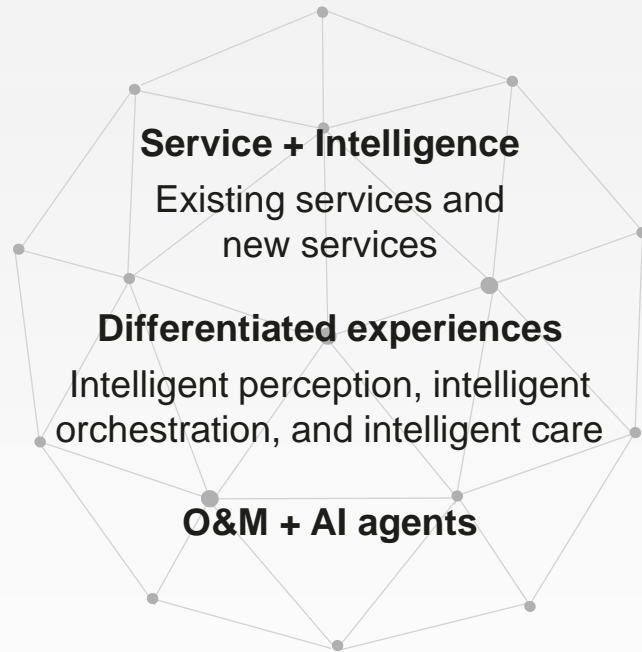 Service + Intelligence
Existing services and
new services
Differentiated experiences
Intelligent perception, intelligent
orchestration, and intelligent care
O&M + AI agents